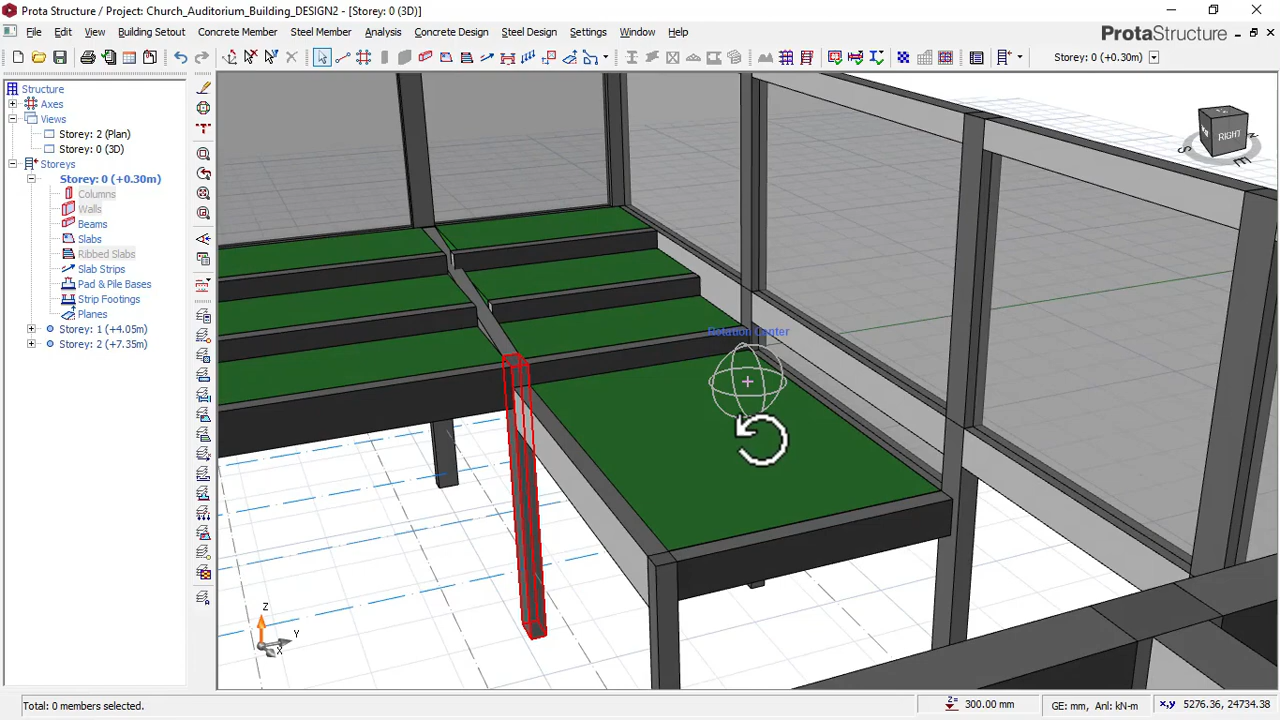 Prota Structure / Project: Church_Auditorium_Building_DESIGN2 - [Storey: 0 (3D)]
File Edit View Building Setout Concrete Member Steel Member Analysis Concrete Design Steel Design Settings Window Help
ProtaStructure
Storey: 0 (+0.30m)
Structure
Axes
Views
Storey: 2 (Plan)
Storey: 0 (3D)
Storeys
Storey: 0 (+0.30m)
Columns
Walls
Beams
Slabs
Ribbed Slabs
Slab Strips
Pad & Pile Bases
Strip Footings
Planes
Storey: 1 (+4.05m)
Storey: 2 (+7.35m)
RIGHT
S
E
Rotation Center
Z
Y
X
Total: 0 members selected.
Z= 300.00 mm
GE: mm, Anl: kN-m
x,y 5276.36, 24734.38